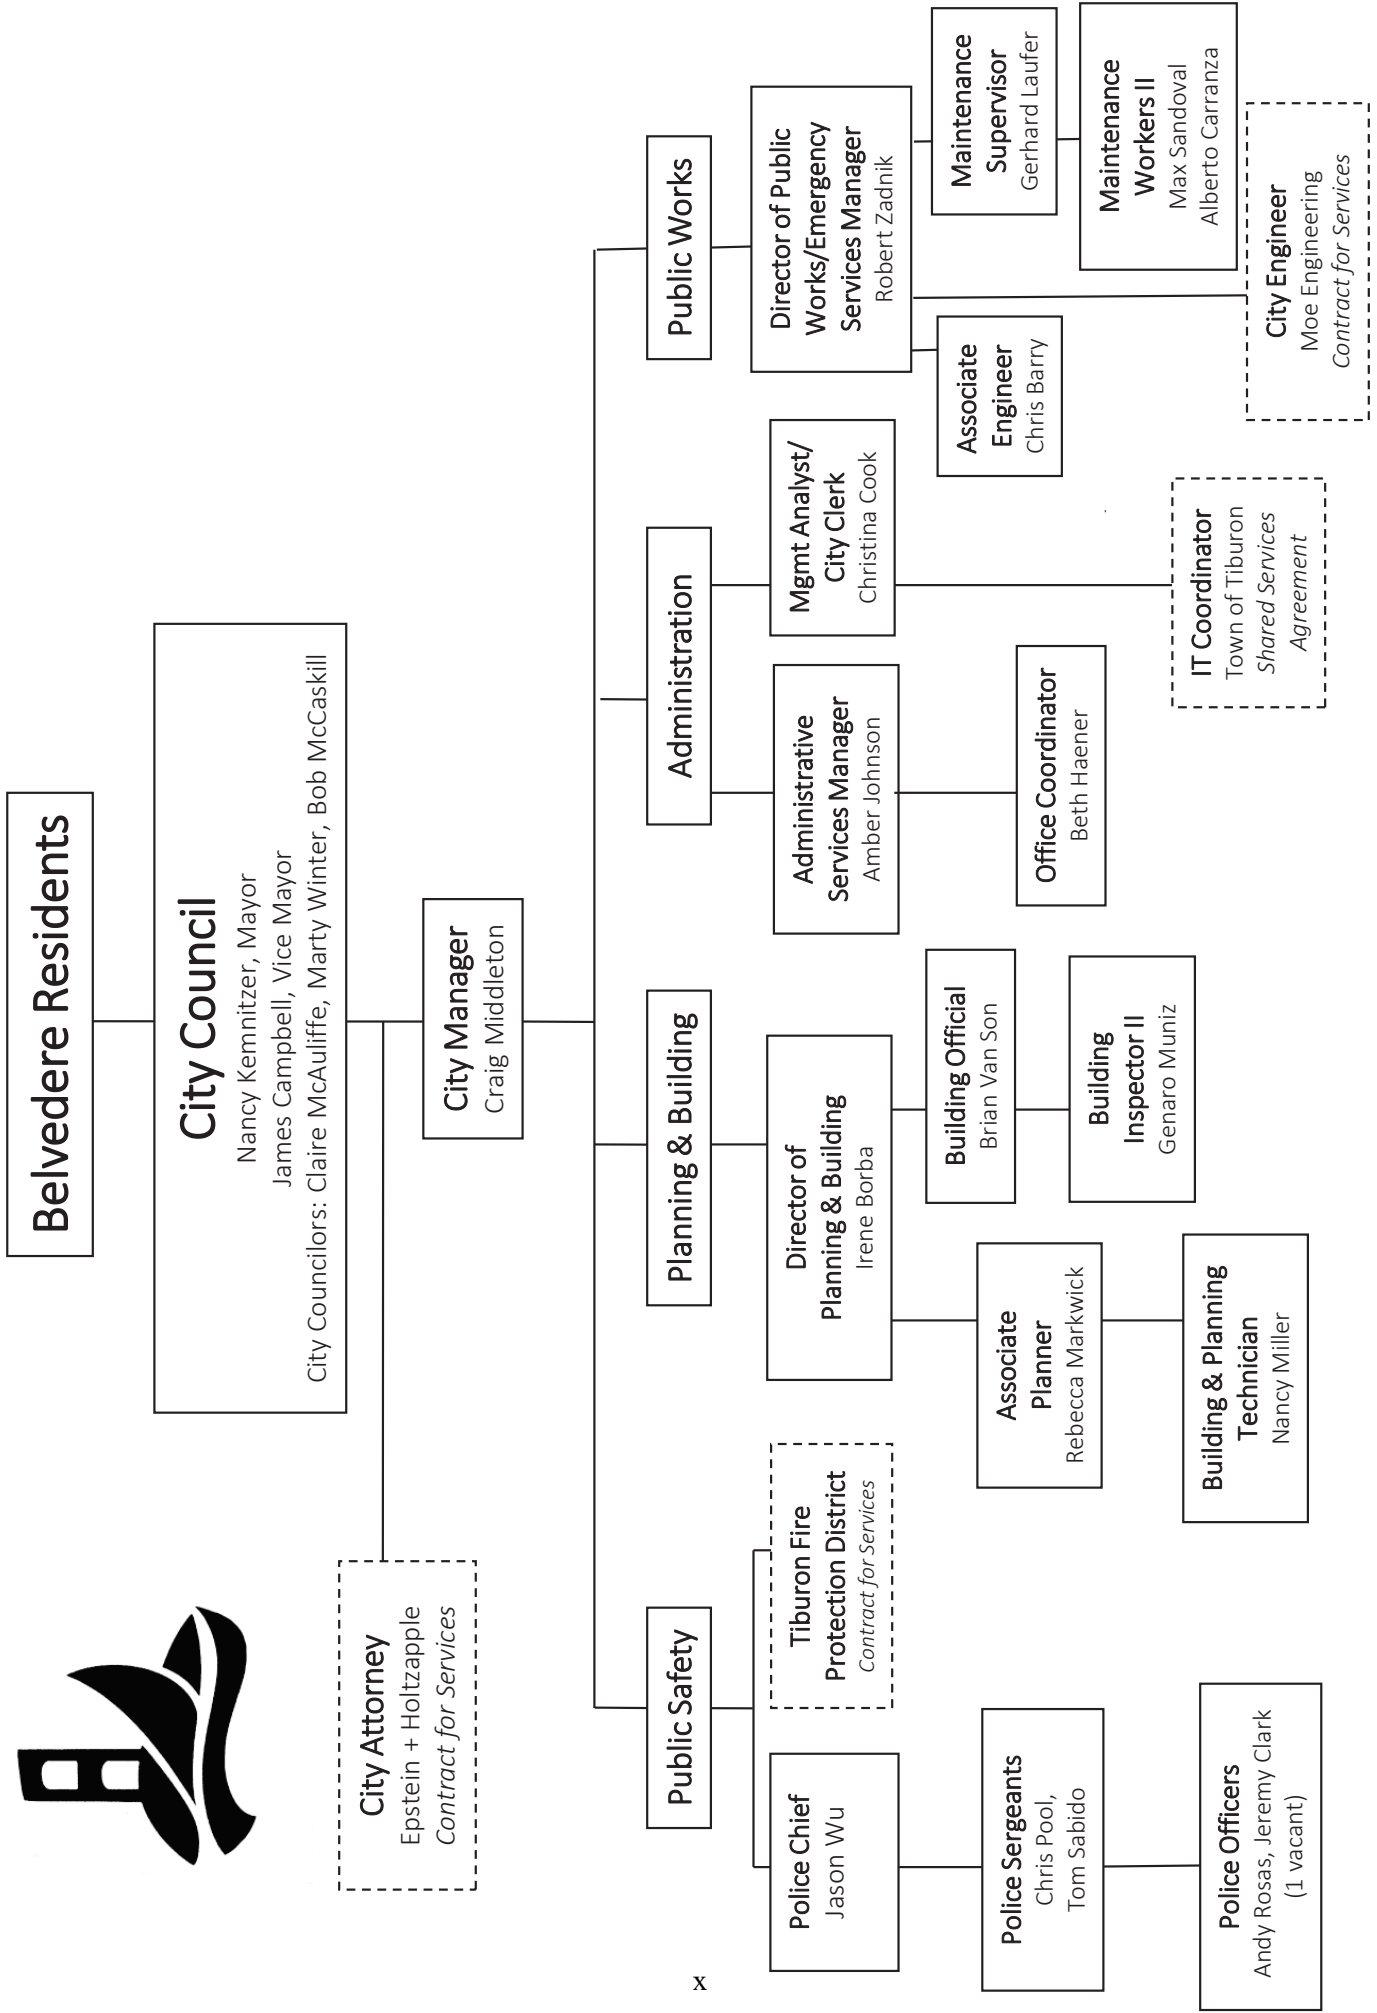 Belvedere Residents
City Council
Nancy Kemnitzer, Mayor
James Campbell, Vice Mayor
City Councilors: Claire McAuliffe, Marty Winter, Bob McCaskill
City Attorney
Epstein + Holtzapple
Contract for Services
City Manager
Craig Middleton
Public Safety
Police Chief
Jason Wu
Police Sergeants
Chris Pool,
Tom Sabido
Police Officers
Andy Rosas, Jeremy Clark
(1 vacant)
Tiburon Fire
Protection District
Contract for Services
Planning & Building
Director of
Planning & Building
Irene Borba
Associate
Planner
Rebecca Markwick
Building & Planning
Technician
Nancy Miller
Building Official
Brian Van Son
Building
Inspector II
Genaro Muniz
Administration
Administrative
Services Manager
Amber Johnson
Office Coordinator
Beth Haener
Mgmt Analyst/
City Clerk
Christina Cook
IT Coordinator
Town of Tiburon
Shared Services
Agreement
Public Works
Director of Public
Works/Emergency
Services Manager
Robert Zadnik
Associate
Engineer
Chris Barry
Maintenance
Supervisor
Gerhard Laufer
Maintenance
Workers II
Max Sandoval
Alberto Carranza
City Engineer
Moe Engineering
Contract for Services
x